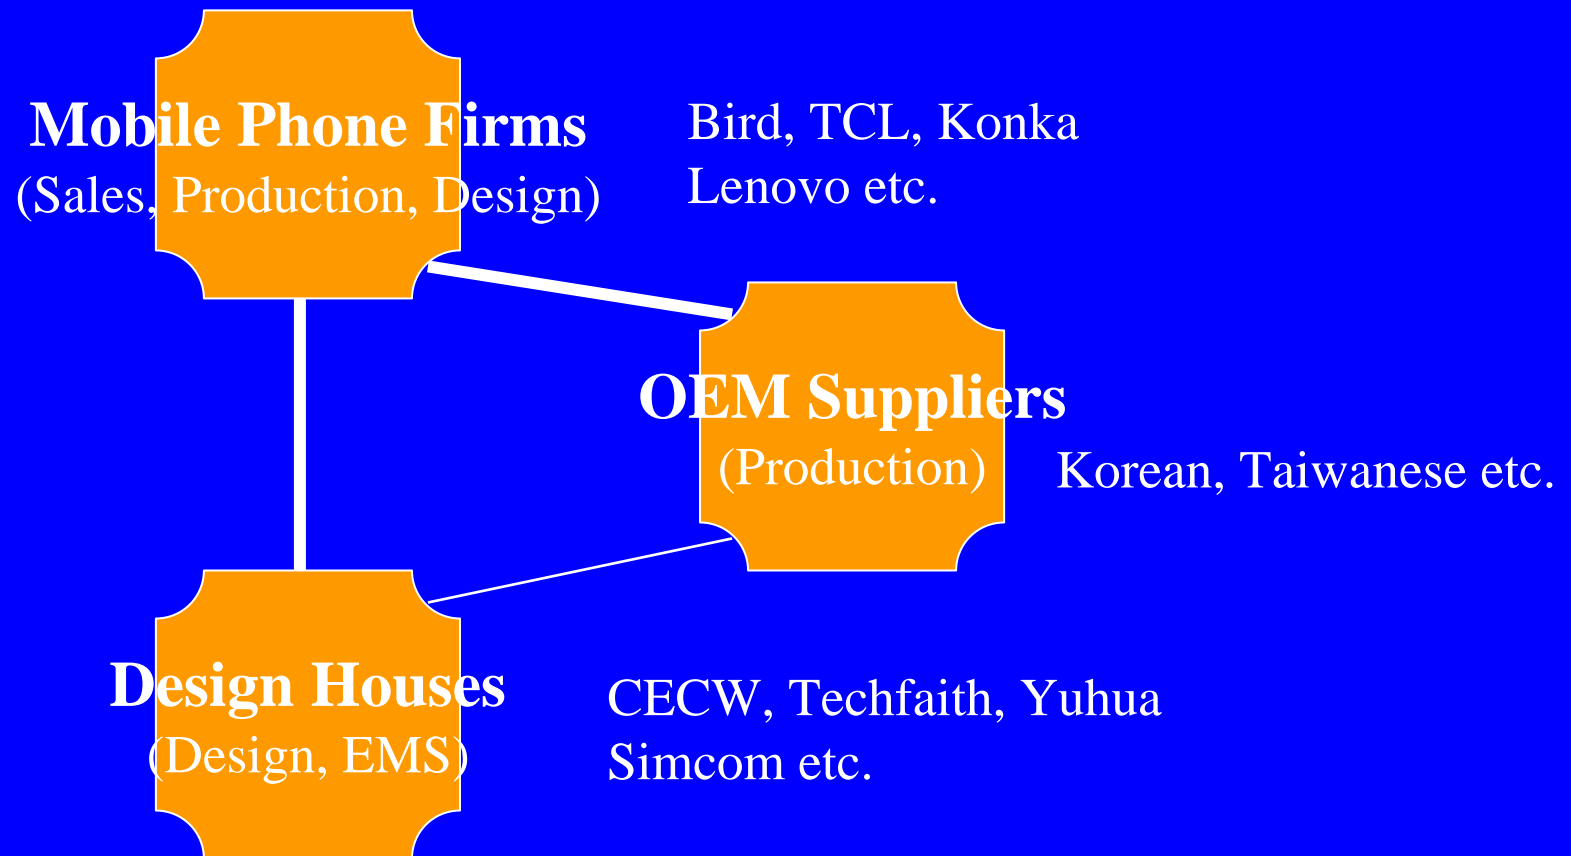 Mobile Phone Firms
(Sales, Production, Design)
Bird, TCL, Konka
Lenovo etc.
OEM Suppliers
(Production)
Korean, Taiwanese etc.
Design Houses
(Design, EMS)
CECW, Techfaith, Yuhua
Simcom etc.